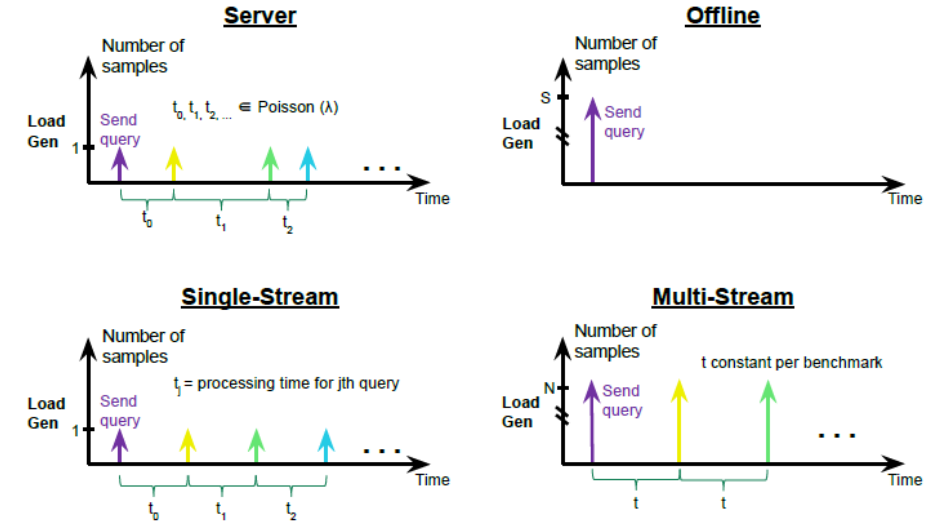 Server
Number of
samples
t0, t1, t2, ... ∈ Poisson (λ)
Load
Gen
Send
query
1
. . .
Time
t0
t1
t2
Offline
Number of
samples
S
Load
Gen
Send
query
Time
Single-Stream
Number of
samples
tj = processing time for jth query
Load
Gen
Send
query
1
. . .
Time
t0
t1
t2
Multi-Stream
Number of
samples
t constant per benchmark
N
Load
Gen
Send
query
. . .
Time
t
t